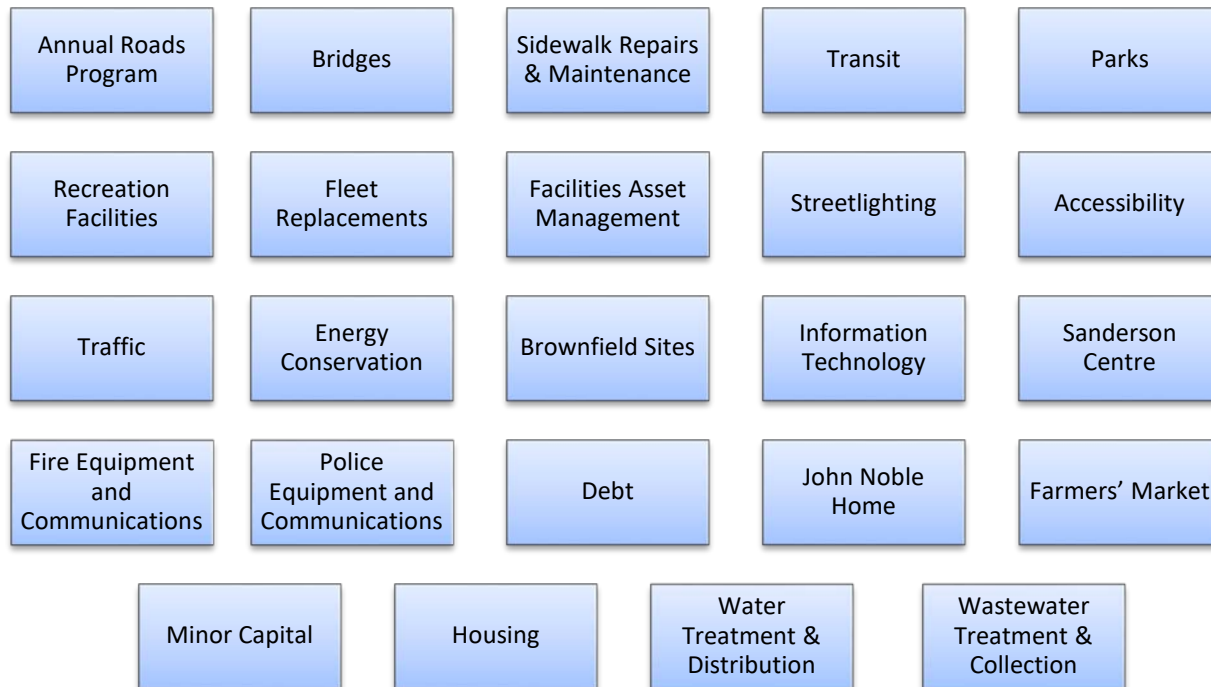 Annual Roads
Program
Bridges
Sidewalk Repairs
& Maintenance
Transit
Parks
Recreation
Facilities
Fleet
Replacements
Facilities Asset
Management
Streetlighting
Accessibility
Traffic
Energy
Conservation
Brownfield Sites
Information
Technology
Sanderson
Centre
Fire Equipment
and
Communications
Police
Equipment and
Communications
Debt
John Noble
Home
Farmers’ Market
Minor Capital
Housing
Water
Treatment &
Distribution
Wastewater
Treatment &
Collection